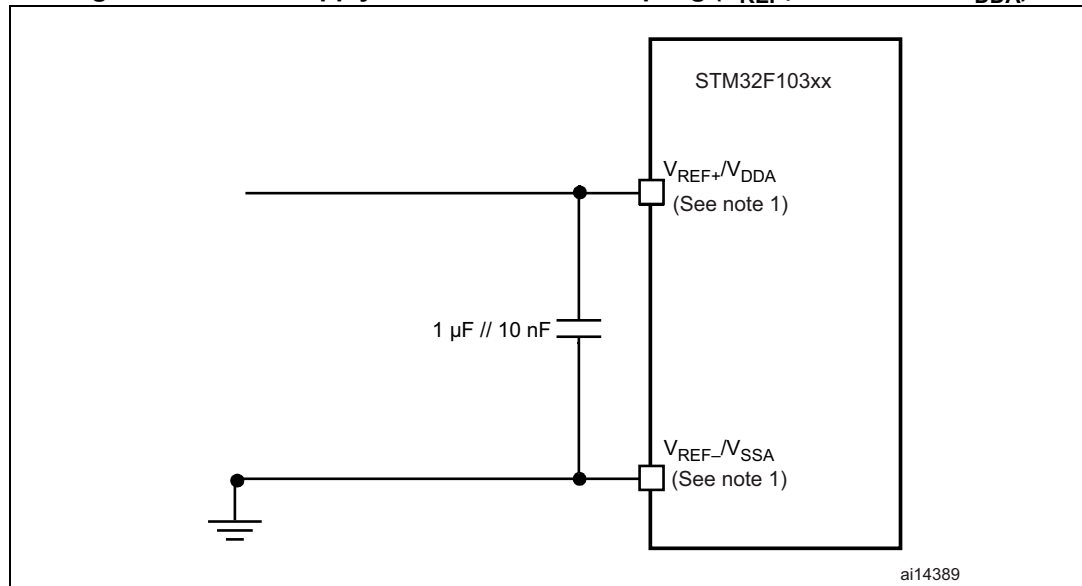 STM32F103xx
VREF+/VDDA
(See note 1)
1 µF // 10 nF
VREF–/VSSA
(See note 1)
ai14389